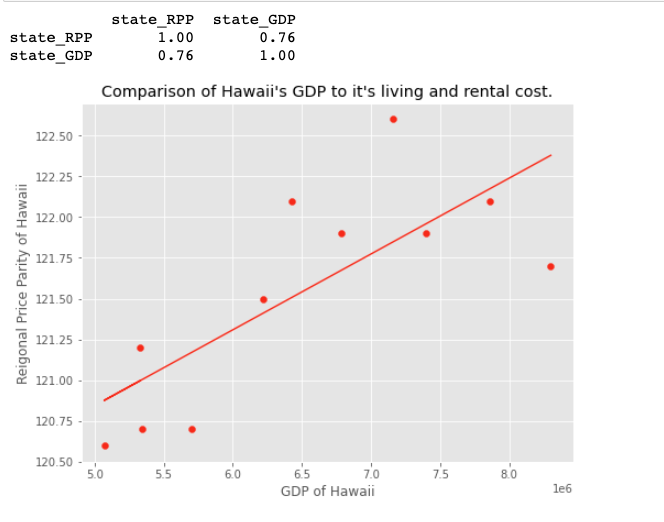 state_RPP state_GDP
state_RPP 1.00 0.76
state_GDP 0.76 1.00
Comparison of Hawaii's GDP to it's living and rental cost.
122.50
122.25
122.00
121.75
121.50
121.25
121.00
120.75
120.50
Reigonal Price Parity of Hawaii
5.0 5.5 6.0 6.5 7.0 7.5 8.0
1e6
GDP of Hawaii